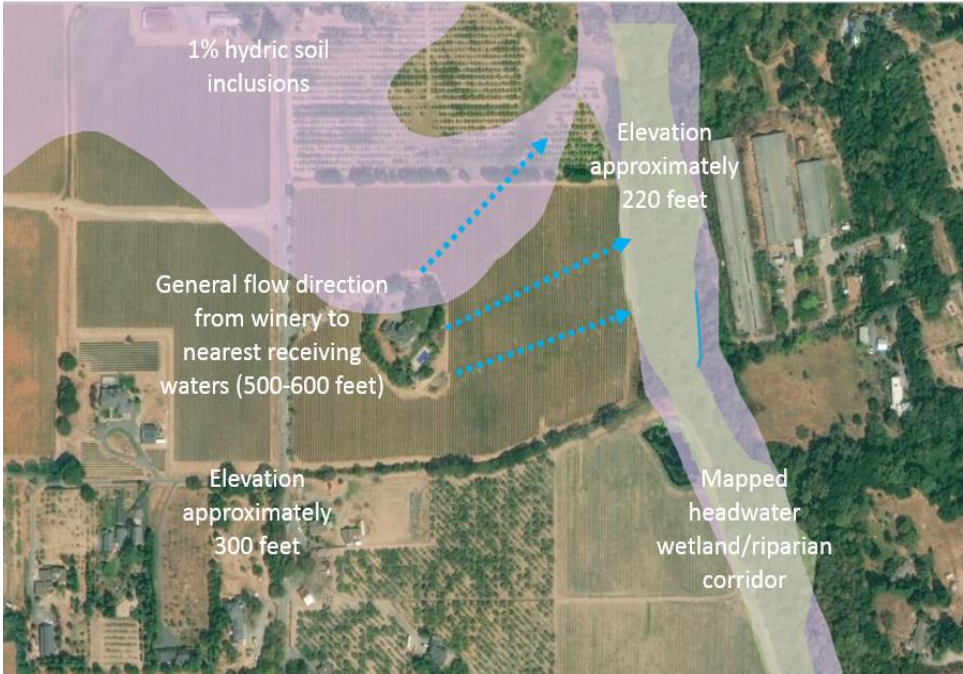 1% hydric soil
inclusions
Elevation
approximately
220 feet
General flow direction
from winery to
nearest receiving
waters (500-600 feet)
Elevation
approximately
300 feet
Mapped
headwater
wetland/riparian
corridor